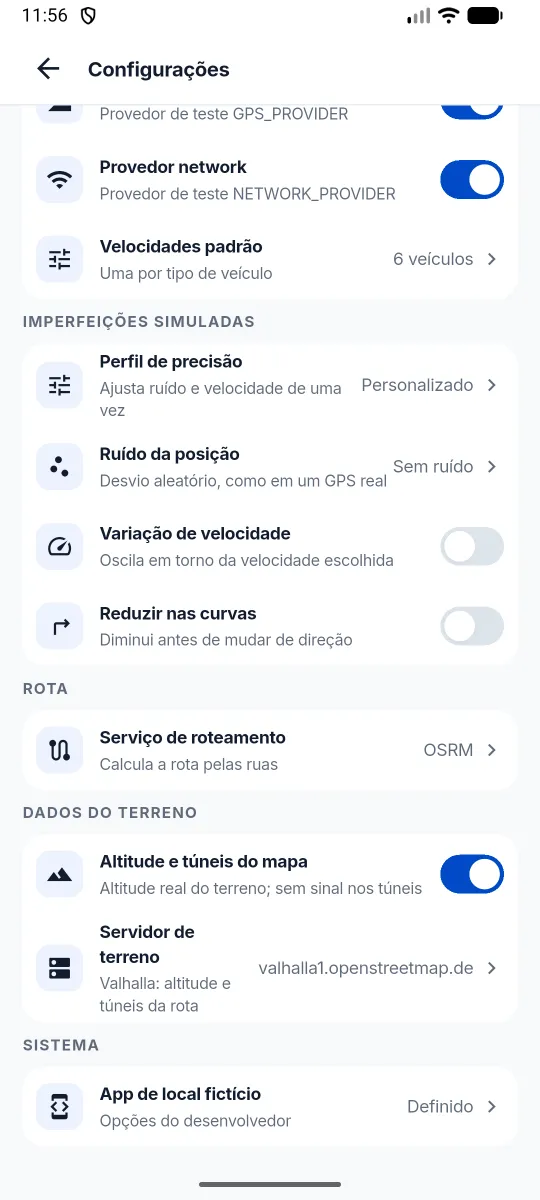 11:56
Configurações
Provedor de teste GPS_PROVIDER
Provedor network
Provedor de teste NETWORK_PROVIDER
Velocidades padrão
Uma por tipo de veículo
6 veículos
IMPERFEIÇÕES SIMULADAS
Perfil de precisão
Ajusta ruído e velocidade de uma
vez
Personalizado
Ruído da posição
Desvio aleatório, como em um GPS real
Sem ruído
Variação de velocidade
Oscila em torno da velocidade escolhida
Reduzir nas curvas
Diminui antes de mudar de direção
ROTA
Serviço de roteamento
Calcula a rota pelas ruas
OSRM
DADOS DO TERRENO
Altitude e túneis do mapa
Altitude real do terreno; sem sinal nos túneis
Servidor de
terreno
Valhalla: altitude e
túneis da rota
valhalla1.openstreetmap.de
SISTEMA
App de local fictício
Opções do desenvolvedor
Definido